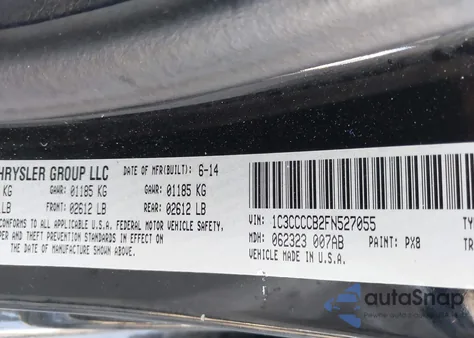 HRYSLER GROUP LLC DATE OF MFR(BUILT): 6-14
KG GAWR: 01185 KG GAWR: 01185 KG
LB FRONT: 02612 LB REAR: 02612 LB
CONFORMS TO ALL APPLICABLE U.S.A. FEDERAL MOTOR VEHICLE SAFETY,
PER AND THEFT PREVENTION STANDARDS IN EFFECT ON
THE DATE OF MANUFACTURE SHOWN ABOVE.
VIN: 1C3CCCCB2FN527055 TY
MDH: 062323 007AB PAINT: PX8 TR
VEHICLE MADE IN U.S.A.
autoSnap